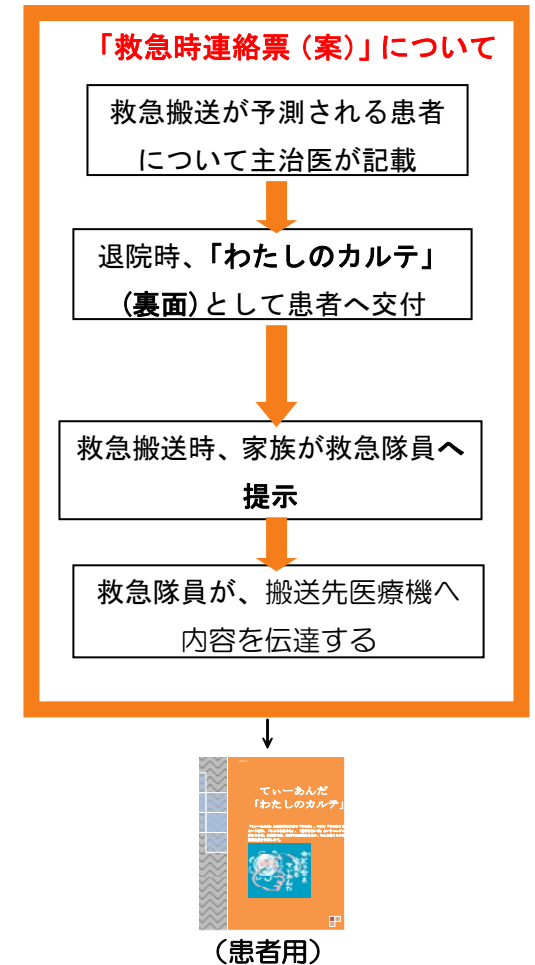 「救急時連絡票（案）」について
救急搬送が予測される患者
について主治医が記載
退院時、「わたしのカルテ」
(裏面)として患者へ交付
救急搬送時、家族が救急隊員へ
提示
救急隊員が、搬送先医療機へ
内容を伝達する
てぃーあんだ
「わたしのカルテ」
（患者用）